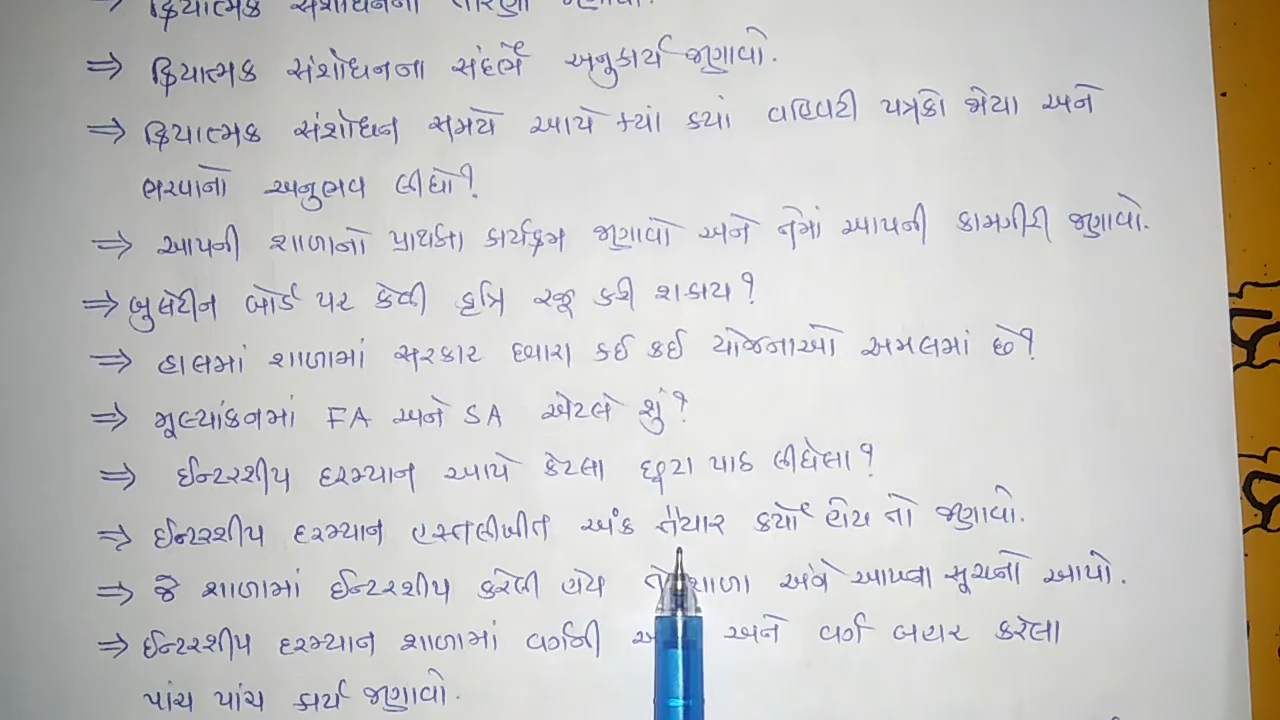 ⇒ ક્રિયાત્મક સંશોધનના જણાવો.
⇒ ક્રિયાત્મક સંશોધનના સંદર્ભે અનુકાર્ય જણાવો.
⇒ ક્રિયાત્મક સંશોધન સમયે આપે ક્યાં ક્યાં વહિવટી પત્રકો જોયા અને
ભરવાનો અનુભવ લીધો?
⇒ આપની શાળાનો પ્રાર્થના કાર્યક્રમ જણાવો અને તેમાં આપની કામગીરી જણાવો.
⇒ બુલેટીન બોર્ડ પર કેવી કૃતિ રજૂ કરી શકાય?
⇒ હાલમાં શાળામાં સરકાર દ્વારા કઈ કઈ યોજનાઓ અમલમાં છે?
⇒ મૂલ્યાંકનમાં FA અને SA એટલે શું?
⇒ ઈન્ટરશીપ દરમ્યાન આપે કેટલા છૂટા પાઠ લીધેલા?
⇒ ઈન્ટરશીપ દરમ્યાન હસ્તલીખીત અંક તૈયાર કર્યો હોય તો જણાવો.
⇒ જે શાળામાં ઈન્ટરશીપ કરેલી હોય તે શાળા અંગે આપના સૂચનો આપો.
⇒ ઈન્ટરશીપ દરમ્યાન શાળામાં વર્ગની અને વર્ગ બહાર કરેલા
પાંચ પાંચ કાર્ય જણાવો.